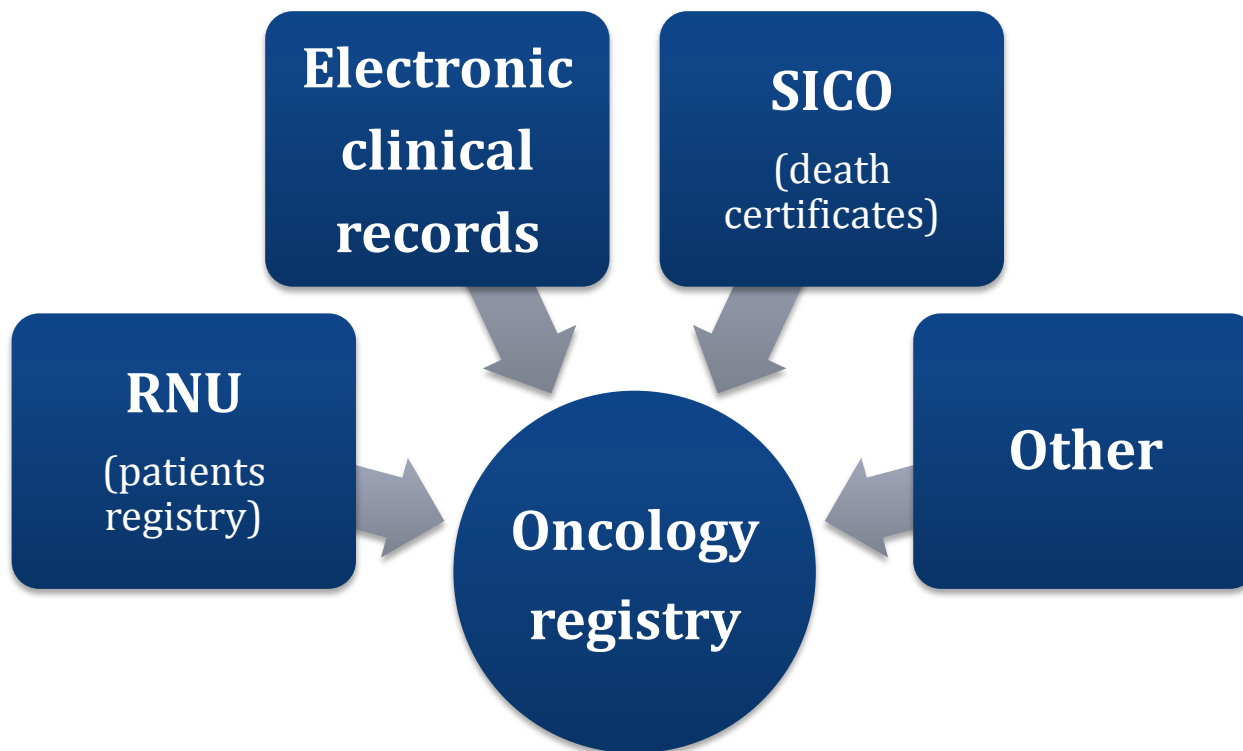 Electronic
clinical
records
SICO
(death
certificates)
RNU
(patients
registry)
Other
Oncology
registry